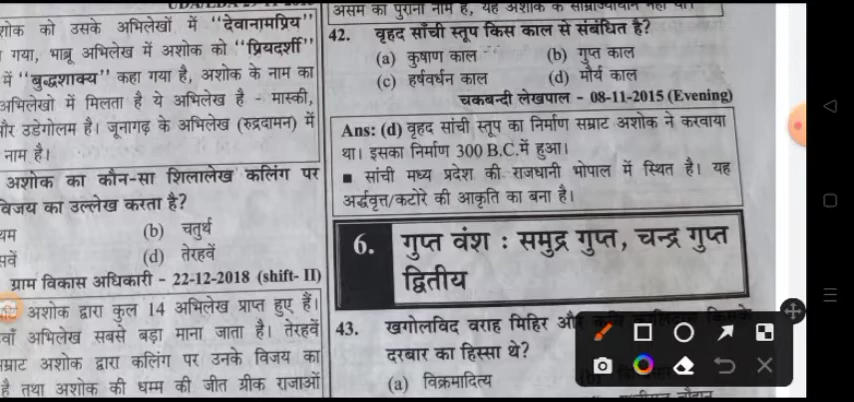 शोक को उसके अभिलेखों में ‘‘देवानामप्रिय’’
गया, भाब्रू अभिलेख में अशोक को ‘‘प्रियदर्शी’’
में ‘‘बुद्धशाक्य’’ कहा गया है, अशोक के नाम का
अभिलेखो में मिलता है ये अभिलेख है - मास्की,
और उडेगोलम है। जूंनागढ़ के अभिलेख (रुद्रदामन) में
नाम है।
अशोक का कौन-सा शिलालेख कलिंग पर
विजय का उल्लेख करता है?
(b) चतुर्थ
(d) तेरहवें
ग्राम विकास अधिकारी - 22-12-2018 (shift- II)
अशोक द्वारा कुल 14 अभिलेख प्राप्त हुए हैं।
वाँ अभिलेख सबसे बड़ा माना जाता है। तेरहवें
सम्राट अशोक द्वारा कलिंग पर उनके विजय का
है तथा अशोक की धम्म की जीत ग्रीक राजाओं
असम का पुराना नाम है, यह अशोक के साम्राज्य
42. वृहद साँची स्तूप किस काल से संबंधित है?
(a) कुषाण काल (b) गुप्त काल
(c) हर्षवर्धन काल (d) मौर्य काल
चकबन्दी लेखपाल - 08-11-2015 (Evening)
Ans: (d) वृहद सांची स्तूप का निर्माण सम्राट अशोक ने करवाया
था। इसका निर्माण 300 B.C.में हुआ।
■ सांची मध्य प्रदेश की राजधानी भोपाल में स्थित है। यह
अर्द्धवृत्त/कटोरे की आकृति का बना है।
6. गुप्त वंश : समुद्र गुप्त, चन्द्र गुप्त
द्वितीय
43. खगोलविद वराह मिहिर और
दरबार का हिस्सा थे?
(a) विक्रमादित्य